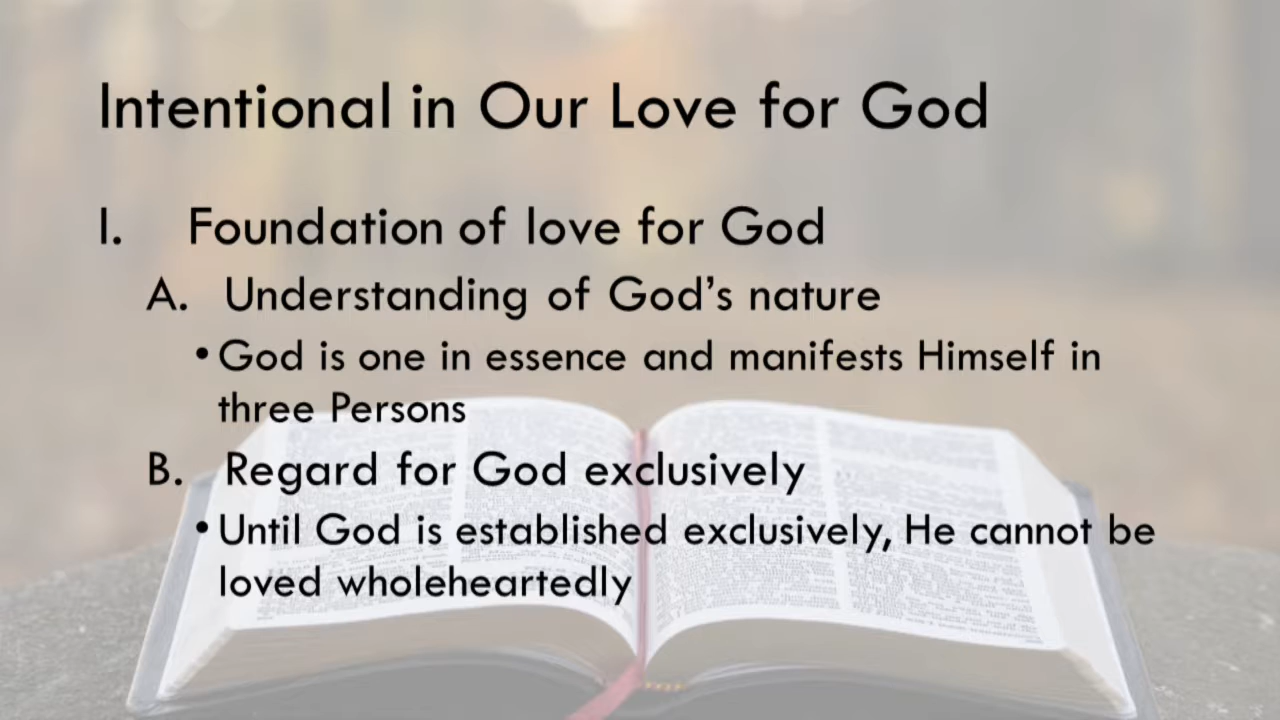 Intentional in Our Love for God
I. Foundation of love for God
A. Understanding of God’s nature
• God is one in essence and manifests Himself in
three Persons
B. Regard for God exclusively
• Until God is established exclusively, He cannot be
loved wholeheartedly